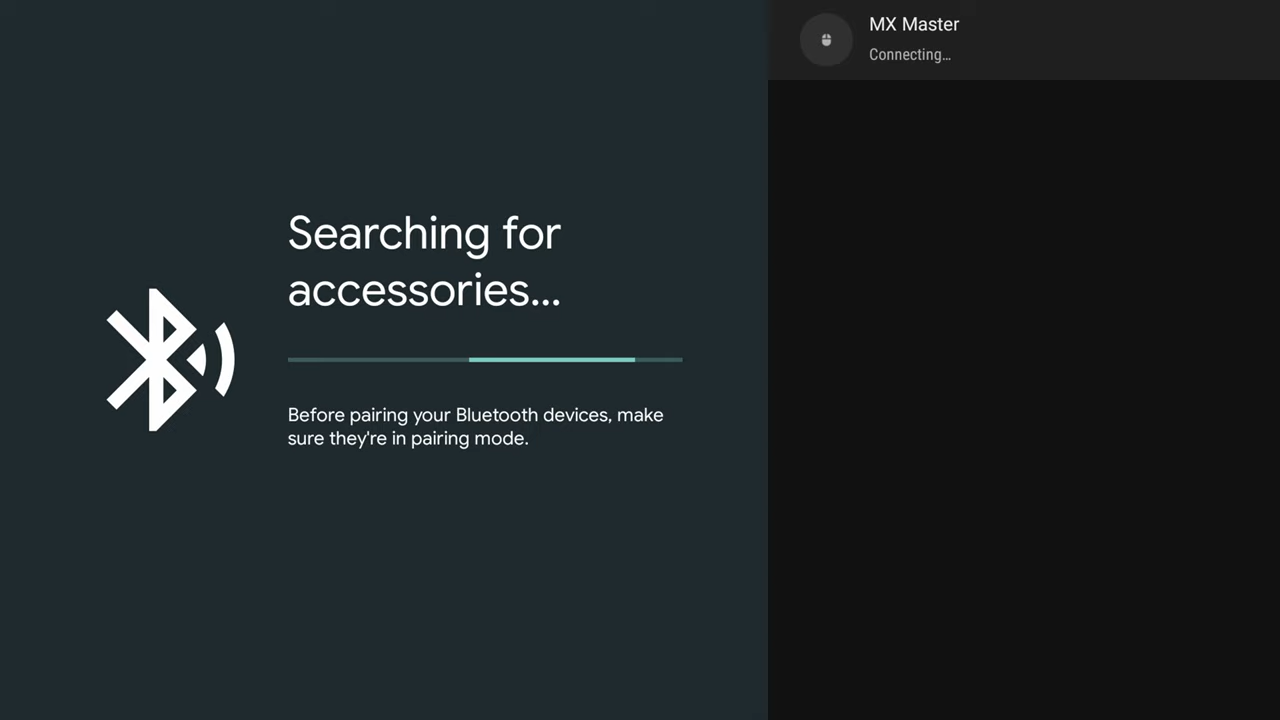 Searching for
accessories...
Before pairing your Bluetooth devices, make
sure they're in pairing mode.
MX Master
Connecting...